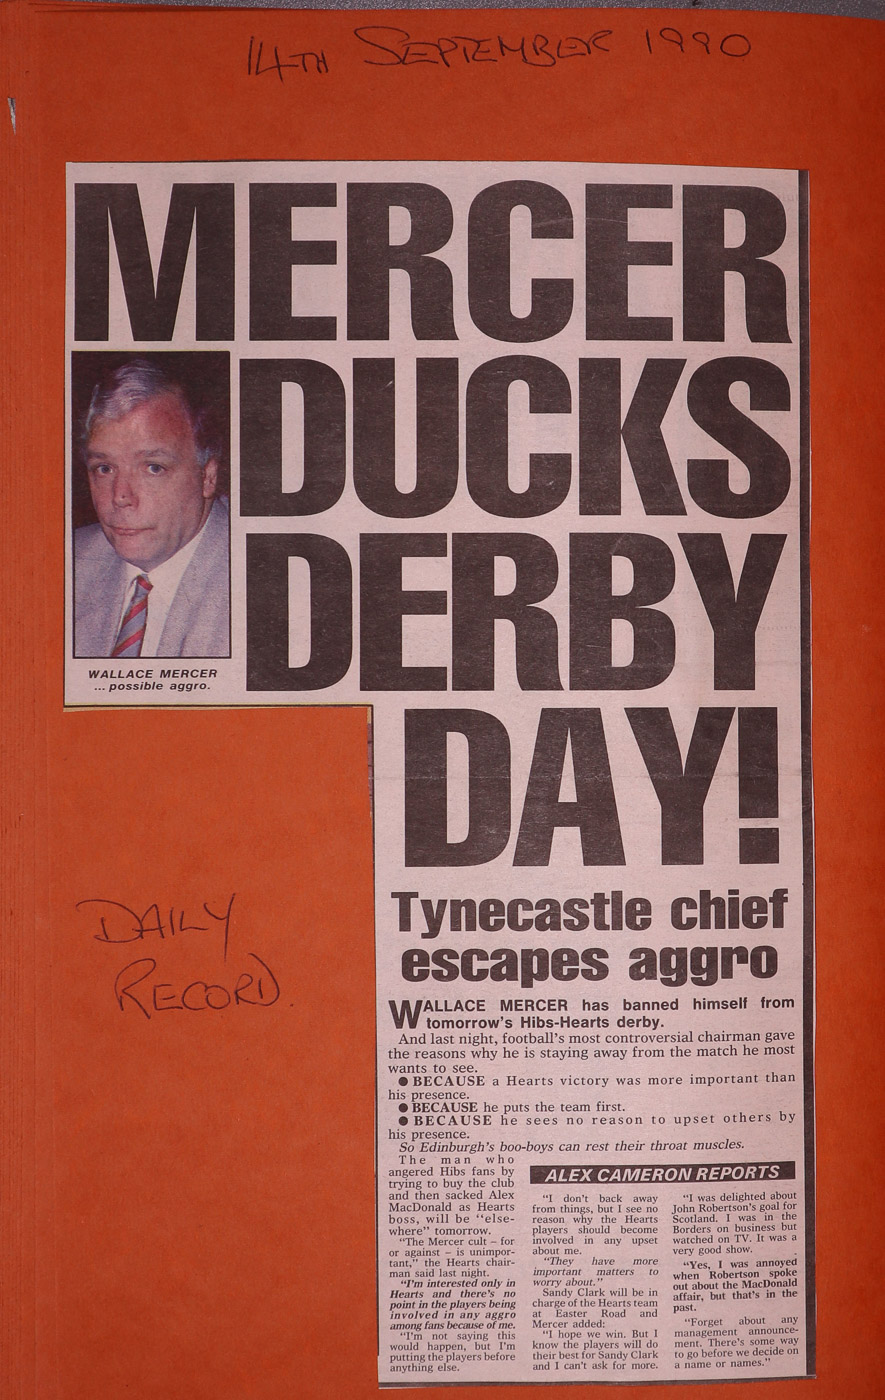 14TH SEPTEMBER 1990
MERCER
DUCKS
DERBY
DAY!
WALLACE MERCER
... possible aggro.
DAILY
RECORD.
Tynecastle chief
escapes aggro
WALLACE MERCER has banned himself from
tomorrow's Hibs-Hearts derby.
And last night, football's most controversial chairman gave
the reasons why he is staying away from the match he most
wants to see.
● BECAUSE a Hearts victory was more important than
his presence.
● BECAUSE he puts the team first.
● BECAUSE he sees no reason to upset others by
his presence.
So Edinburgh's boo-boys can rest their throat muscles.
The man who
angered Hibs fans by
trying to buy the club
and then sacked Alex
MacDonald as Hearts
boss, will be "else-
where" tomorrow.
"The Mercer cult – for
or against – is unimpor-
tant," the Hearts chair-
man said last night.
"I'm interested only in
Hearts and there's no
point in the players being
involved in any aggro
among fans because of me.
"I'm not saying this
would happen, but I'm
putting the players before
anything else.
ALEX CAMERON REPORTS
"I don't back away
from things, but I see no
reason why the Hearts
players should become
involved in any upset
about me.
"They have more
important matters to
worry about."
Sandy Clark will be in
charge of the Hearts team
at Easter Road and
Mercer added:
"I hope we win. But I
know the players will do
their best for Sandy Clark
and I can't ask for more.
"I was delighted about
John Robertson's goal for
Scotland. I was in the
Borders on business but
watched on TV. It was a
very good show.
"Yes, I was annoyed
when Robertson spoke
out about the MacDonald
affair, but that's in the
past.
"Forget about any
management announce-
ment. There's some way
to go before we decide on
a name or names."